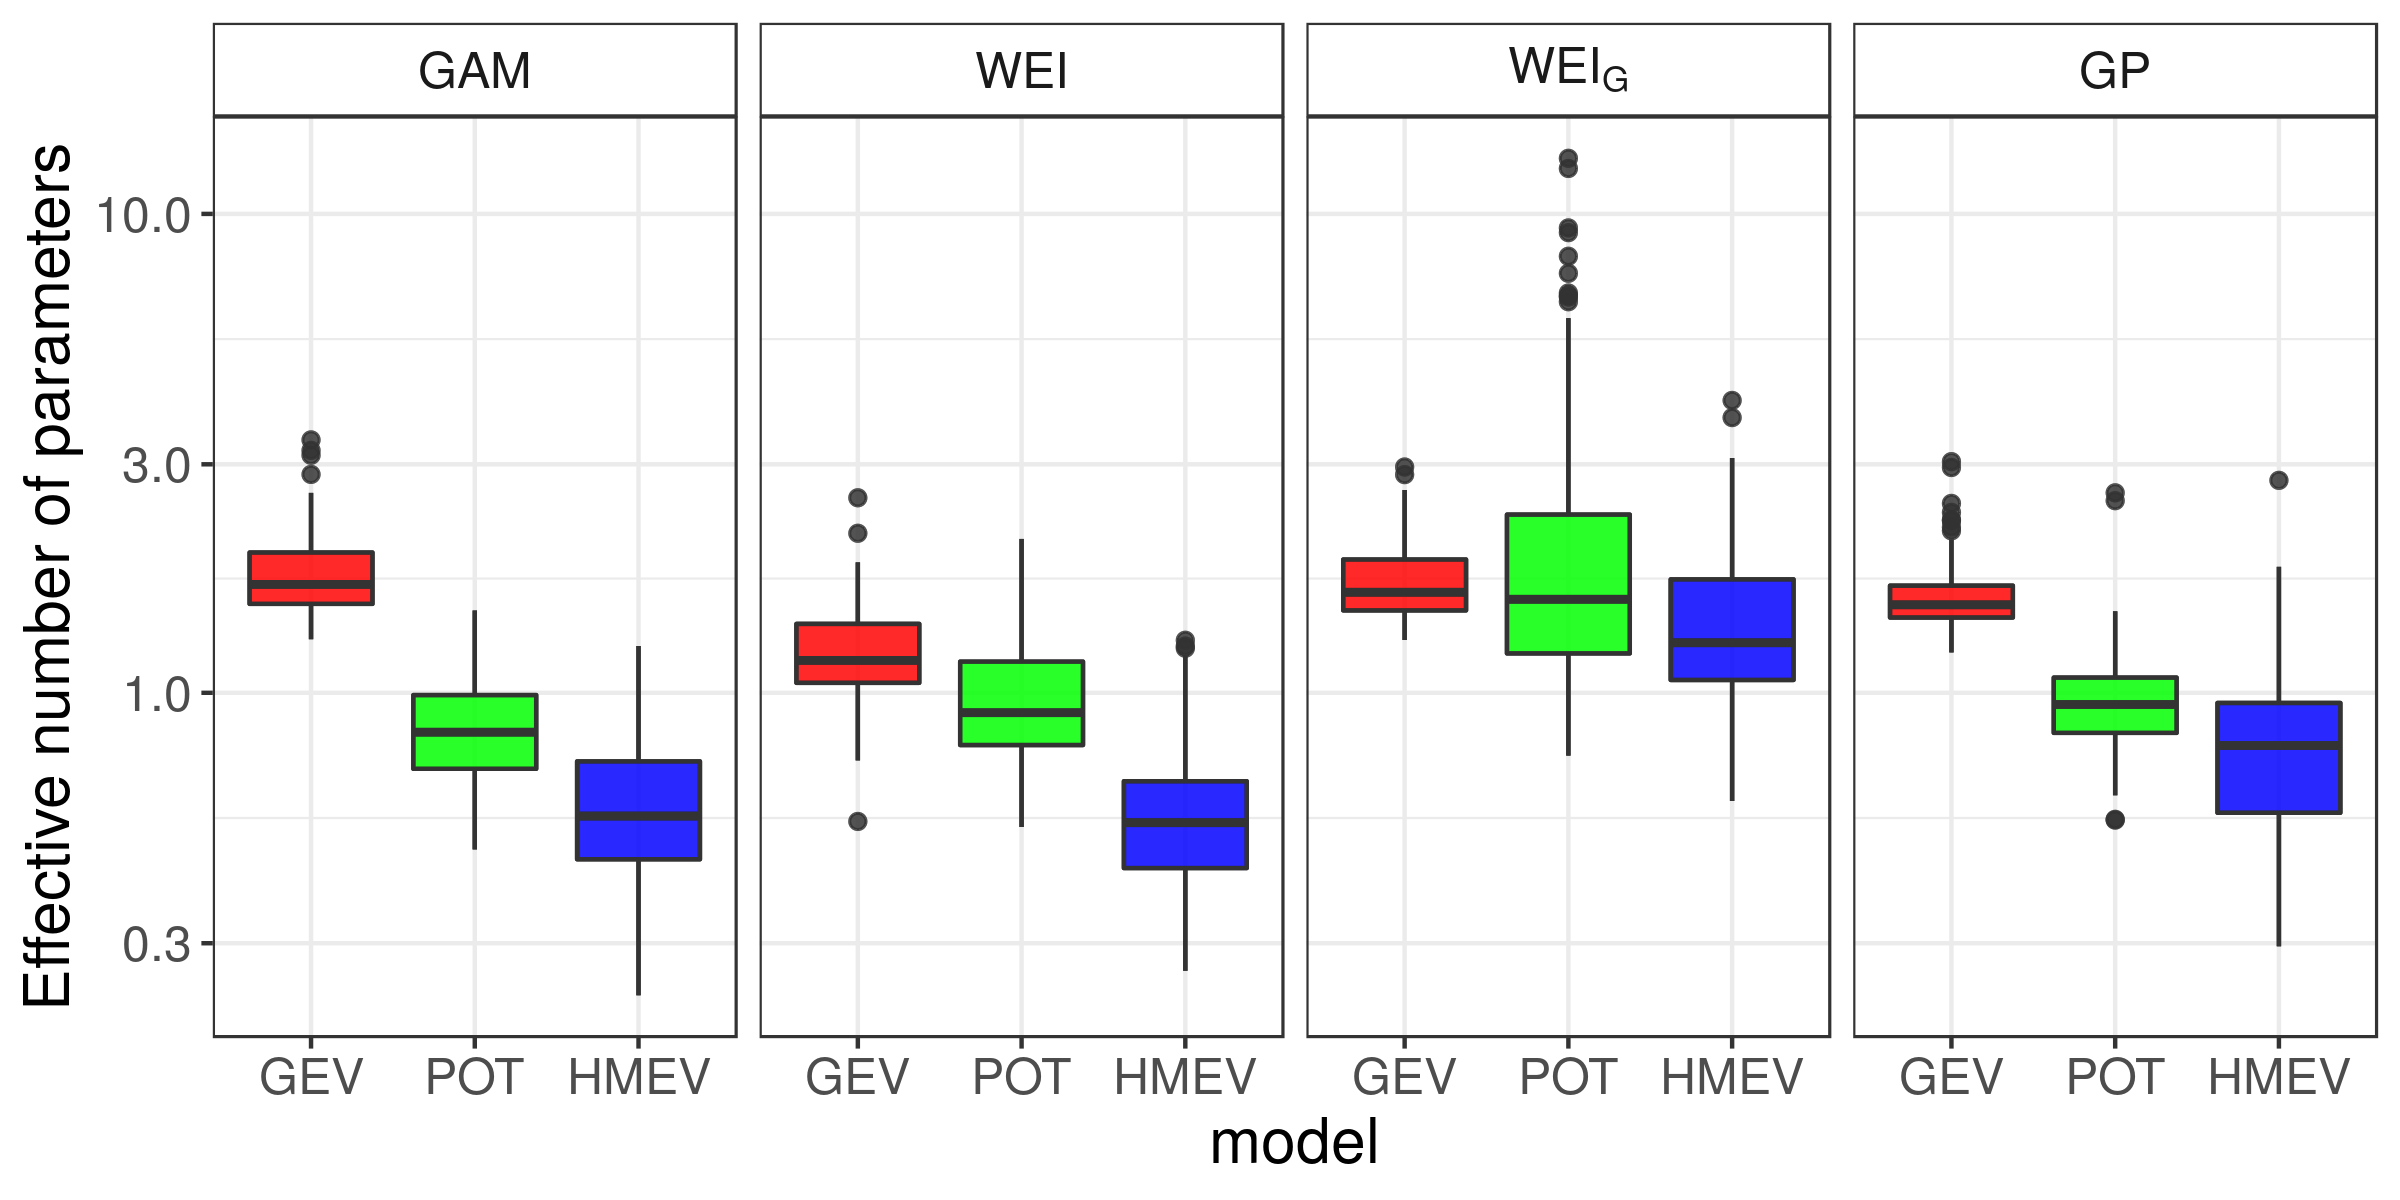 GAM WEI WEI_G GP
Effective number of parameters
10.0
3.0
1.0
0.3
GEV POT HMEV GEV POT HMEV GEV POT HMEV GEV POT HMEV
model